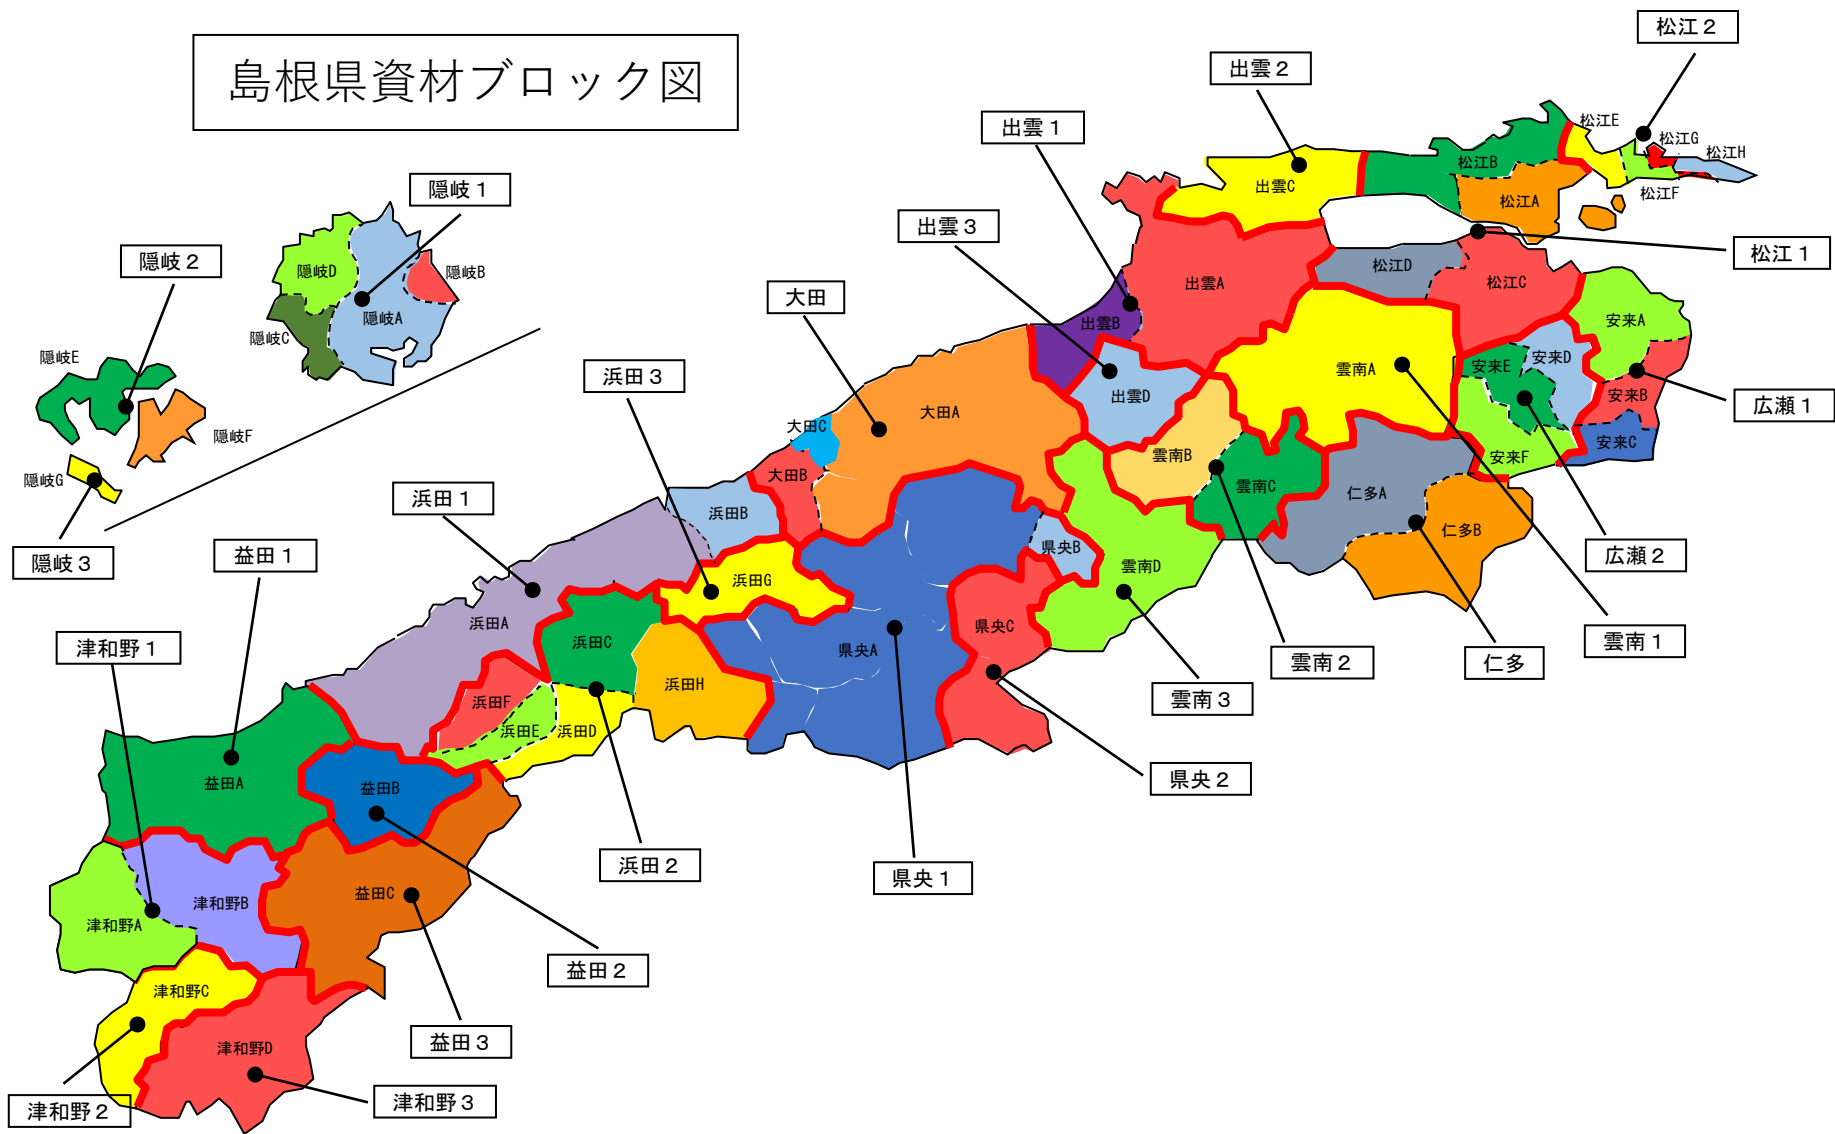 島根県資材ブロック図
松江２
出雲２
出雲１
松江E
松江G
松江H
松江B
松江F
松江A
出雲C
隠岐１
出雲３
松江１
隠岐２
隠岐D
隠岐B
隠岐A
隠岐C
松江D
松江C
出雲A
大田
出雲B
安来A
隠岐E
浜田３
安来D
安来E
雲南A
出雲D
安来B
広瀬１
大田A
大田C
隠岐F
安来C
雲南B
安来F
隠岐G
大田B
雲南C
仁多A
浜田１
浜田B
仁多B
隠岐３
益田１
県央B
広瀬２
雲南D
浜田G
浜田A
津和野１
浜田C
県央C
県央A
雲南２
仁多
雲南１
浜田H
雲南３
浜田F
浜田E
浜田D
益田A
益田B
県央２
浜田２
県央１
益田C
津和野B
津和野A
益田２
津和野C
益田３
津和野D
津和野２
津和野３